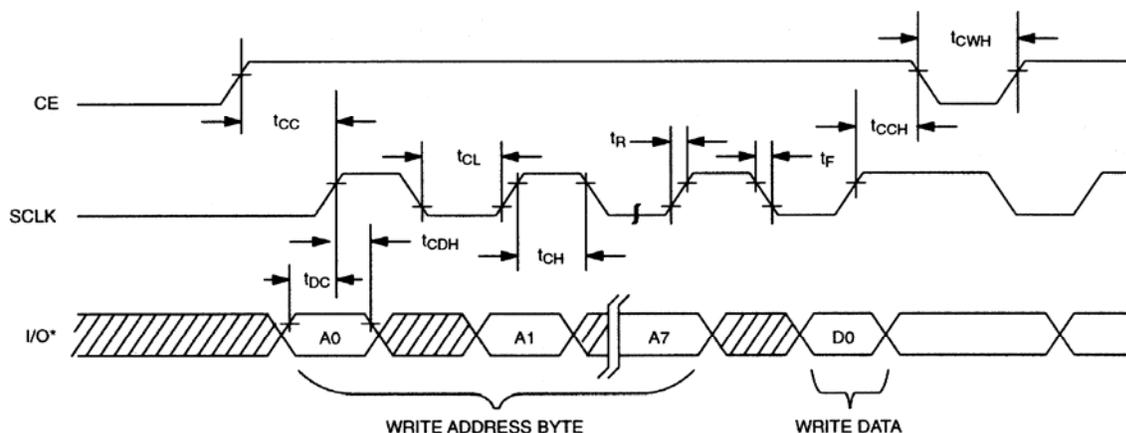 tCWH
CE
tCC
tCCH
tCL
tR
tF
SCLK
tCDH
tCH
tDC
I/O*
A0
A1
A7
D0
WRITE ADDRESS BYTE
WRITE DATA